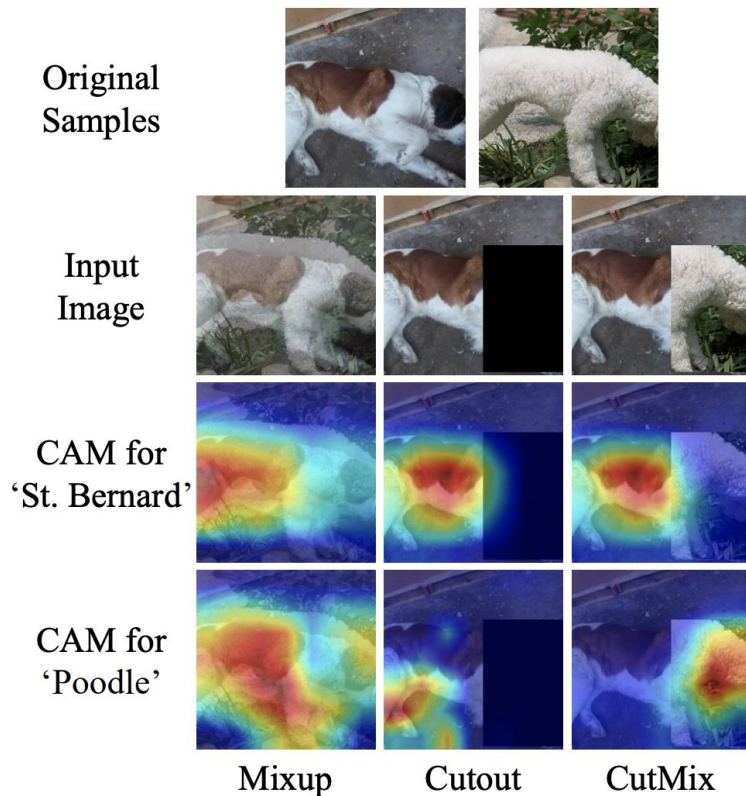 Original
Samples
Input
Image
CAM for
‘St. Bernard’
CAM for
‘Poodle’
Mixup Cutout CutMix